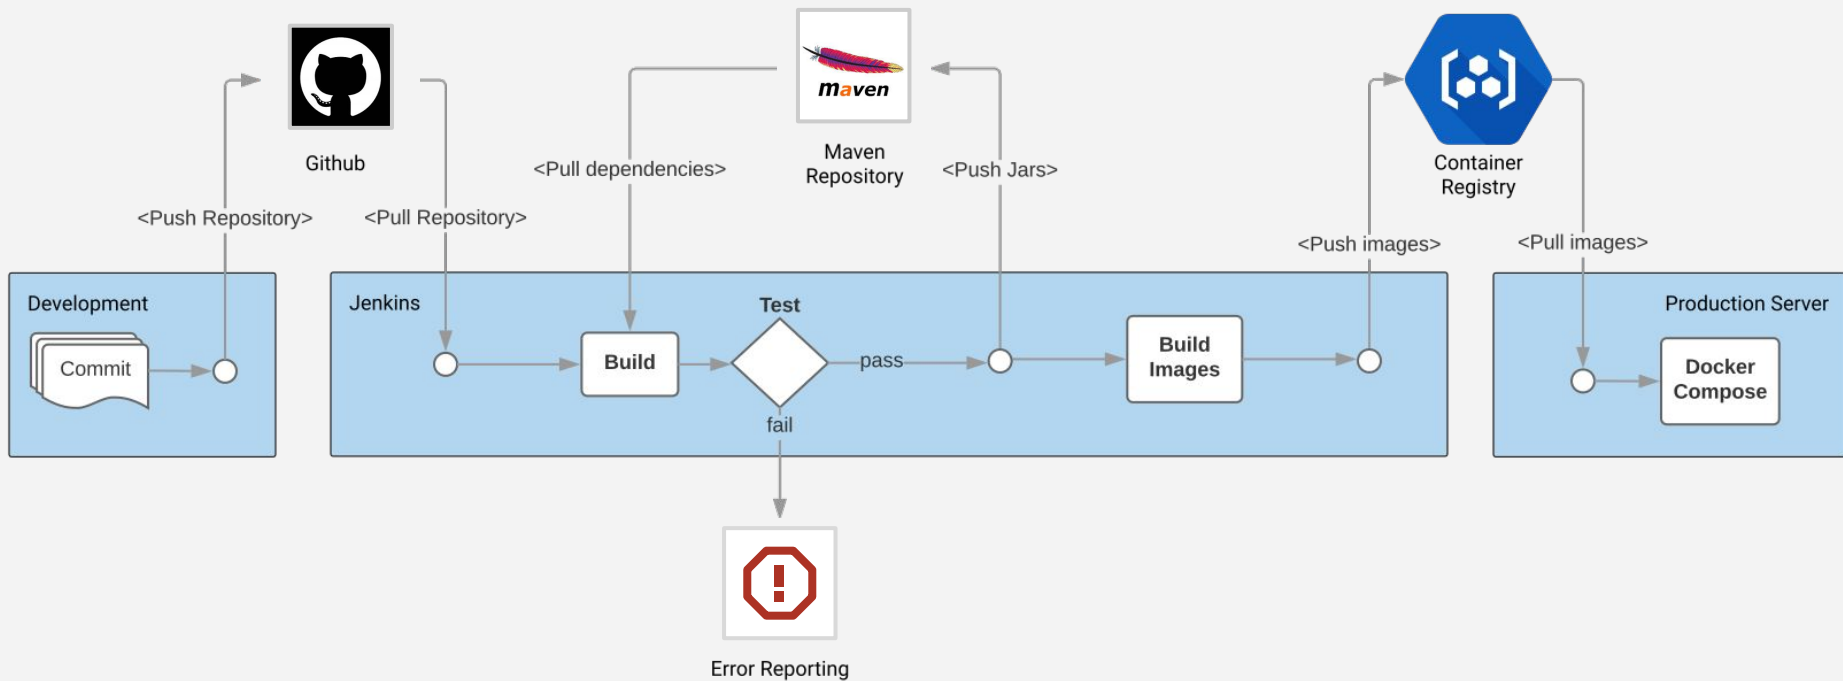 maven
Github
Maven
Repository
Container
Registry
<Pull dependencies>
<Push Jars>
<Push Repository>
<Pull Repository>
<Push images>
<Pull images>
Development
Commit
Jenkins
Build
Test
pass
fail
Build
Images
Production Server
Docker
Compose
Error Reporting